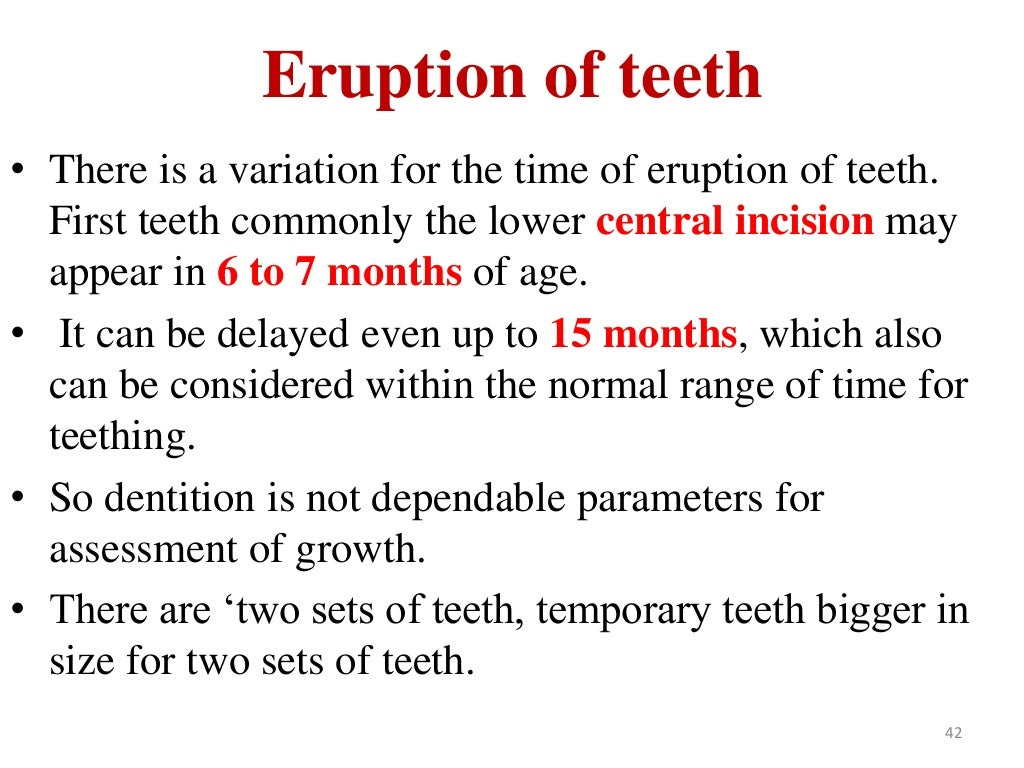 Eruption of teeth
• There is a variation for the time of eruption of teeth.
First teeth commonly the lower central incision may
appear in 6 to 7 months of age.
• It can be delayed even up to 15 months, which also
can be considered within the normal range of time for
teething.
• So dentition is not dependable parameters for
assessment of growth.
• There are ‘two sets of teeth, temporary teeth bigger in
size for two sets of teeth.
42